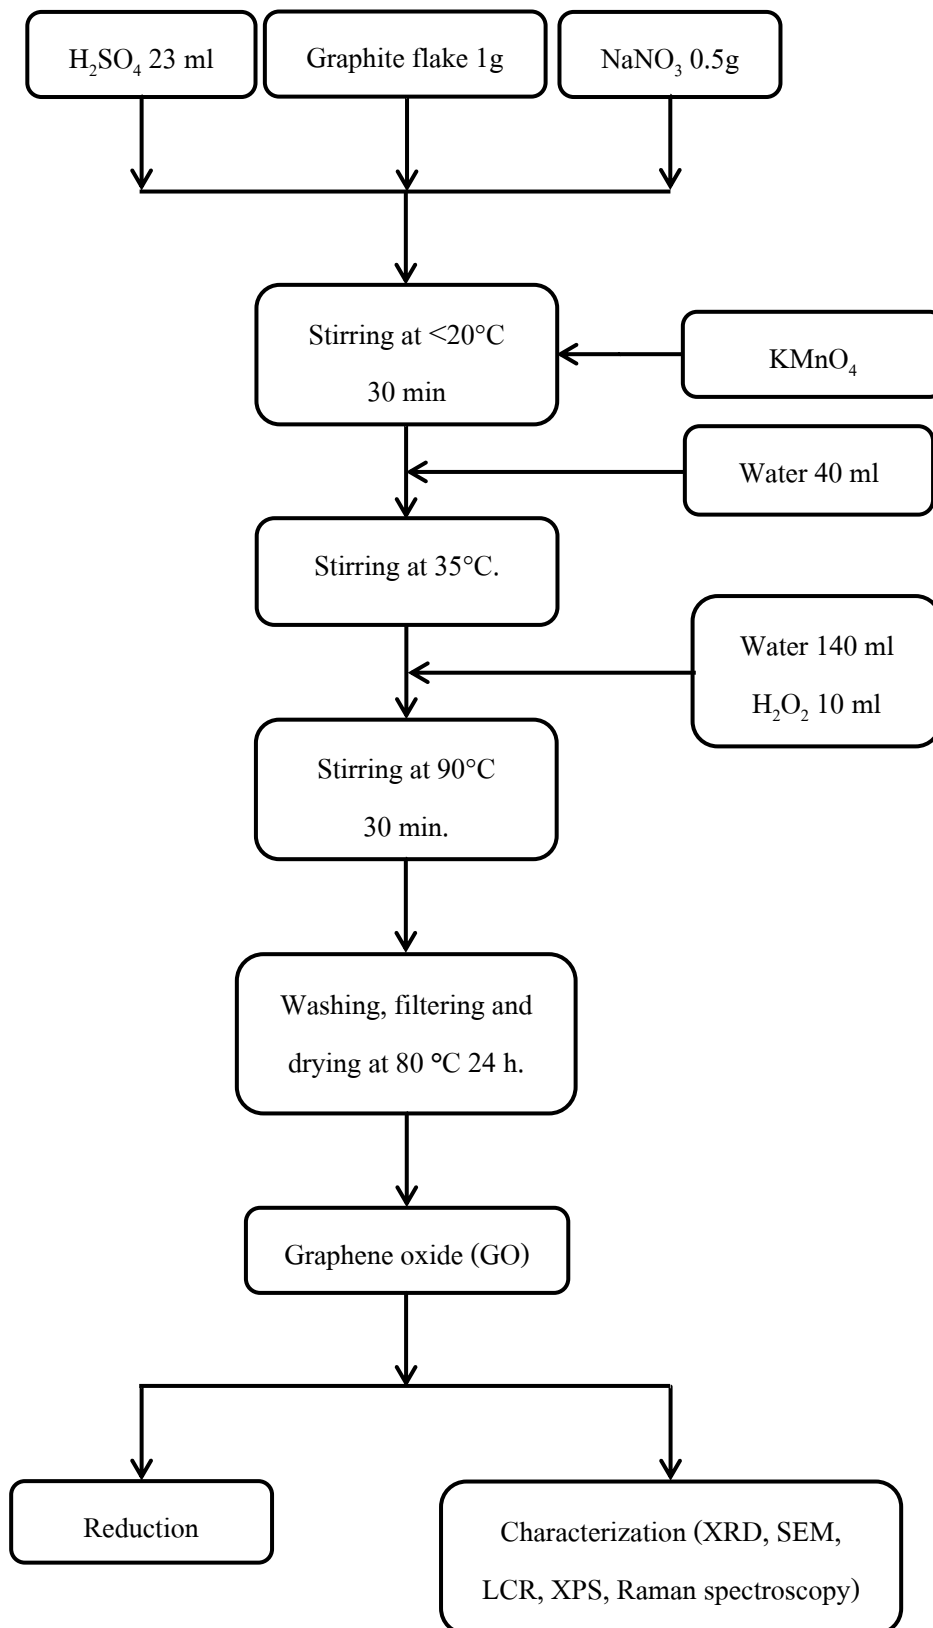 H₂SO₄ 23 ml
Graphite flake 1g
NaNO₃ 0.5g
Stirring at <20°C
30 min
KMnO₄
Water 40 ml
Stirring at 35°C.
Water 140 ml
H₂O₂ 10 ml
Stirring at 90°C
30 min.
Washing, filtering and
drying at 80 °C 24 h.
Graphene oxide (GO)
Reduction
Characterization (XRD, SEM,
LCR, XPS, Raman spectroscopy)